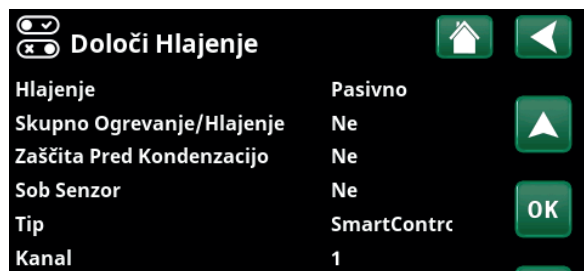 Določi Hlajenje
Hlajenje Pasivno
Skupno Ogrevanje/Hlajenje Ne
Zaščita Pred Kondenzacijo Ne
Sob Senzor Ne
Tip SmartContrc
OK
Kanal 1